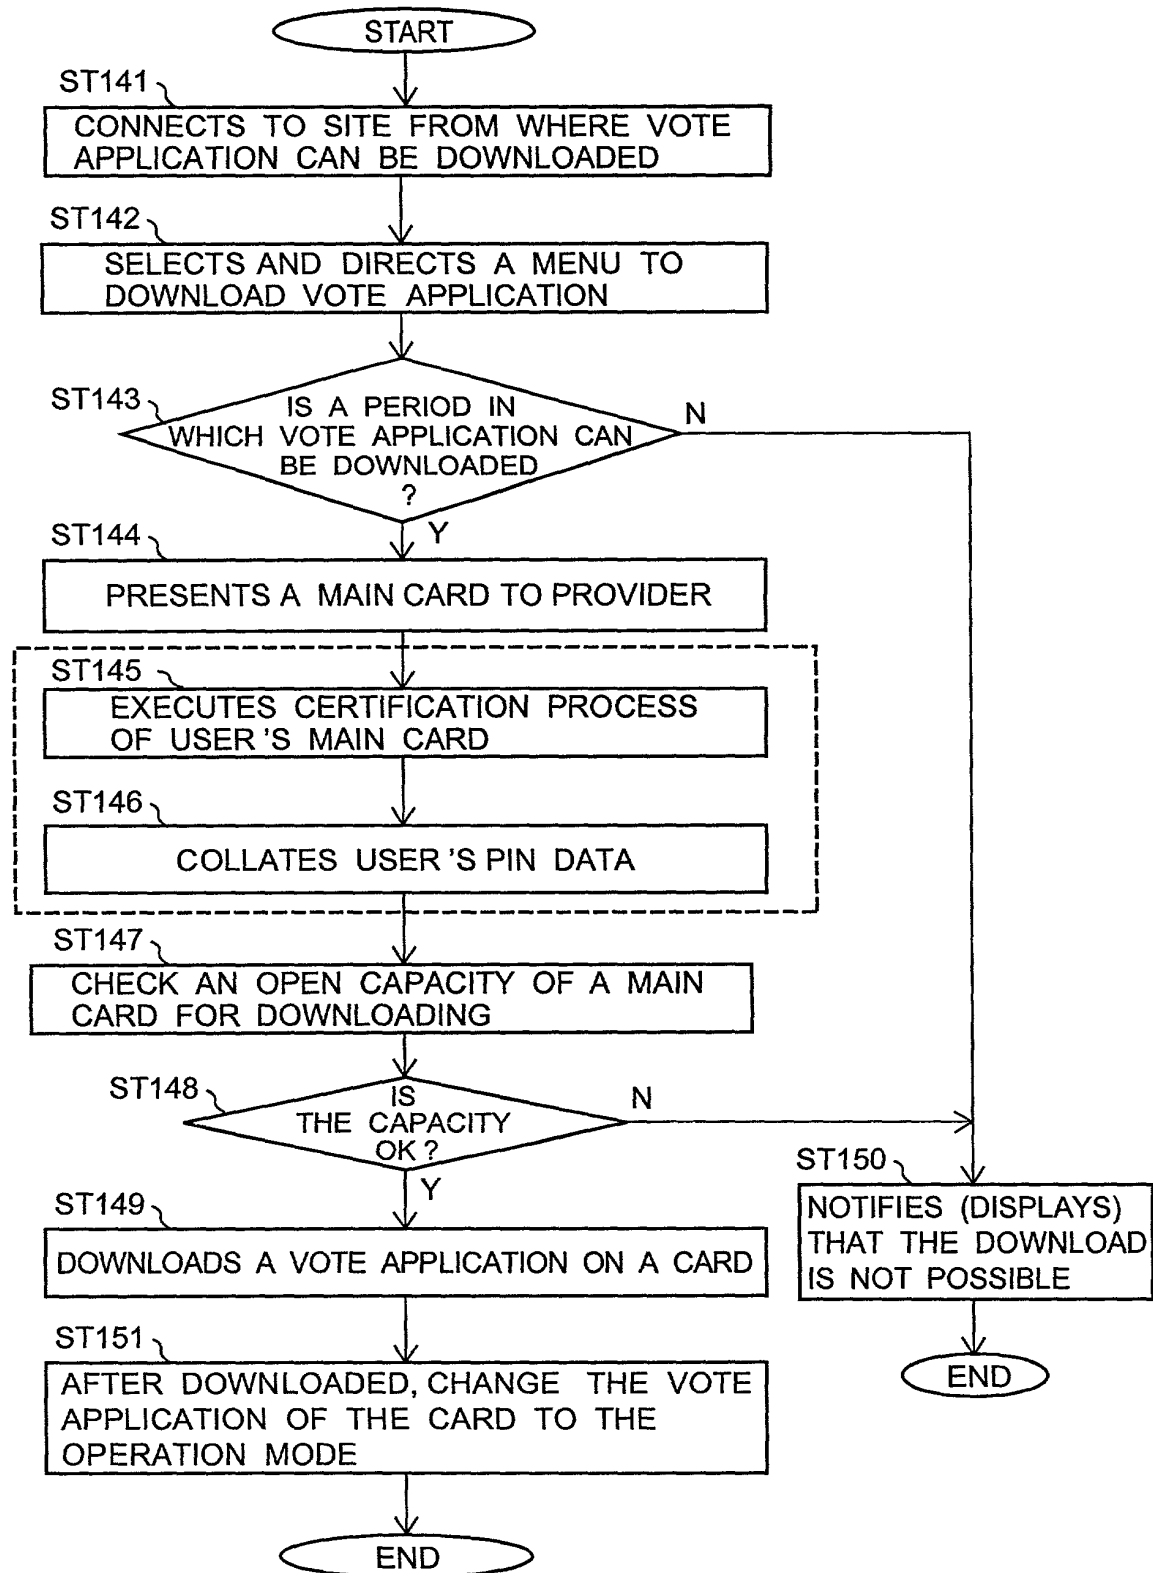 START
ST141
CONNECTS TO SITE FROM WHERE VOTE
APPLICATION CAN BE DOWNLOADED
ST142
SELECTS AND DIRECTS A MENU TO
DOWNLOAD VOTE APPLICATION
ST143
IS A PERIOD IN
WHICH VOTE APPLICATION CAN
BE DOWNLOADED
?
N
Y
ST144
PRESENTS A MAIN CARD TO PROVIDER
ST145
EXECUTES CERTIFICATION PROCESS
OF USER'S MAIN CARD
ST146
COLLATES USER'S PIN DATA
ST147
CHECK AN OPEN CAPACITY OF A MAIN
CARD FOR DOWNLOADING
ST148
IS
THE CAPACITY
OK?
N
Y
ST149
DOWNLOADS A VOTE APPLICATION ON A CARD
ST150
NOTIFIES (DISPLAYS)
THAT THE DOWNLOAD
IS NOT POSSIBLE
END
ST151
AFTER DOWNLOADED, CHANGE THE VOTE
APPLICATION OF THE CARD TO THE
OPERATION MODE
END